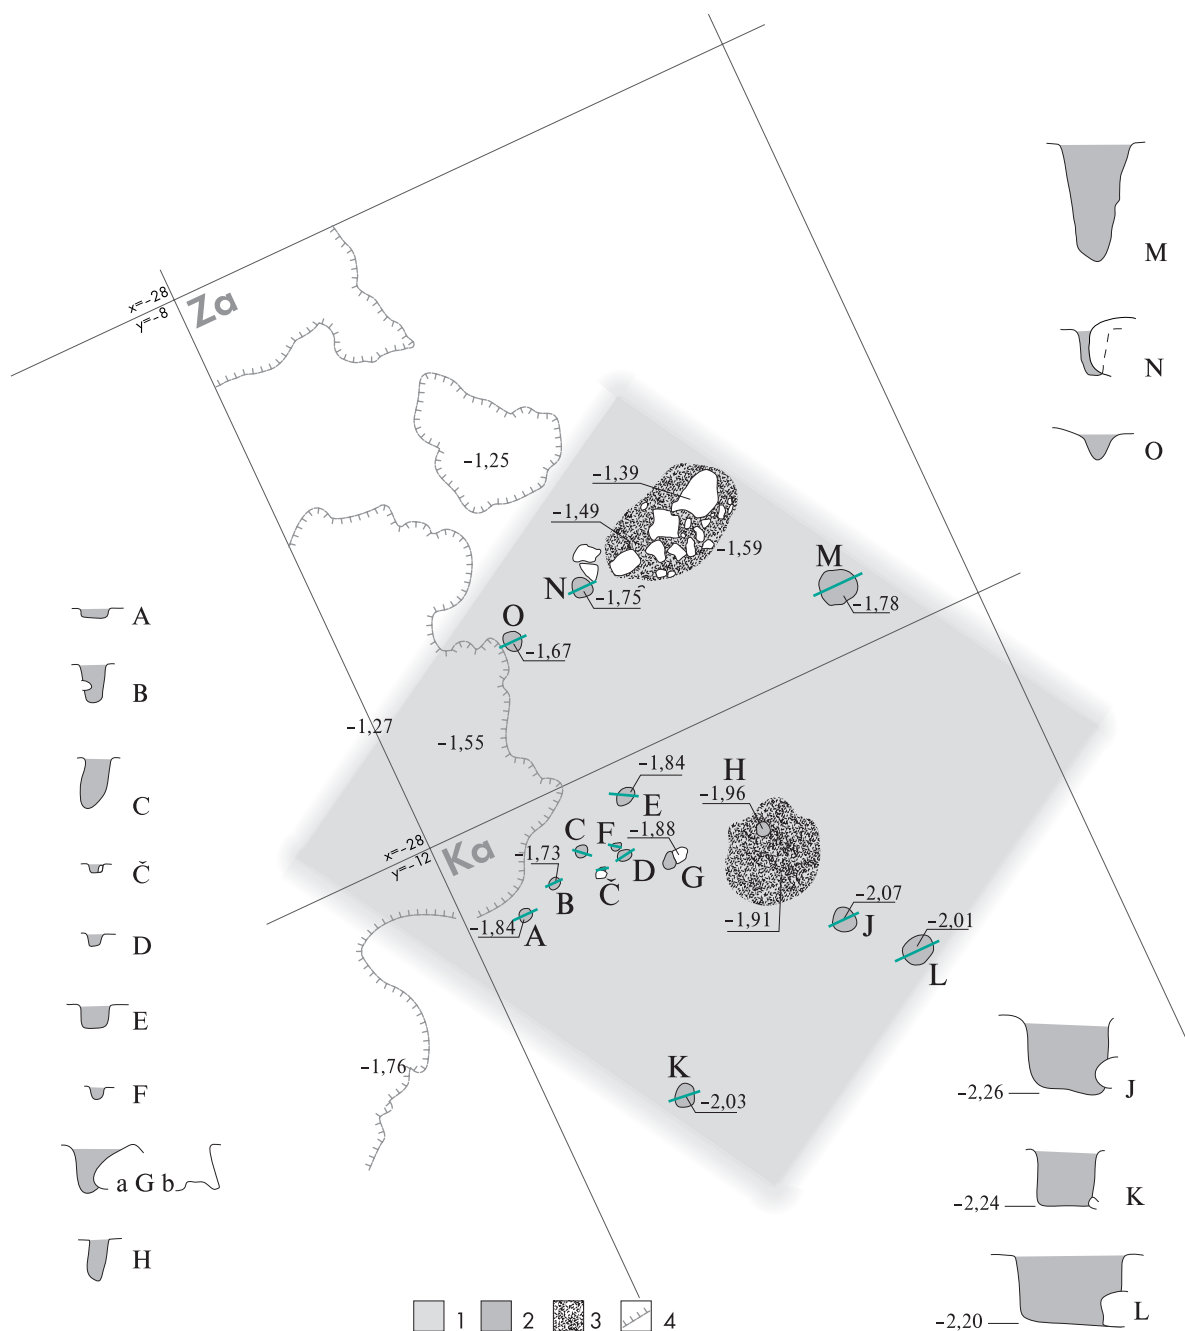 x=-28
y=-8
Za
M
N
O
-1,25
-1,39
-1,49
-1,59
M
N
-1,75
-1,78
O
-1,67
A
B
C
Č
D
E
F
a G b
H
-1,27
-1,55
-1,84
E
H
-1,96
C
F
-1,88
x=-28
y=-12
Ka
-1,73
D
G
B
Č
-1,84
A
-1,91
-2,07
J
-2,01
L
-1,76
K
-2,03
-2,26
J
-2,24
K
-2,20
L
1
2
3
4